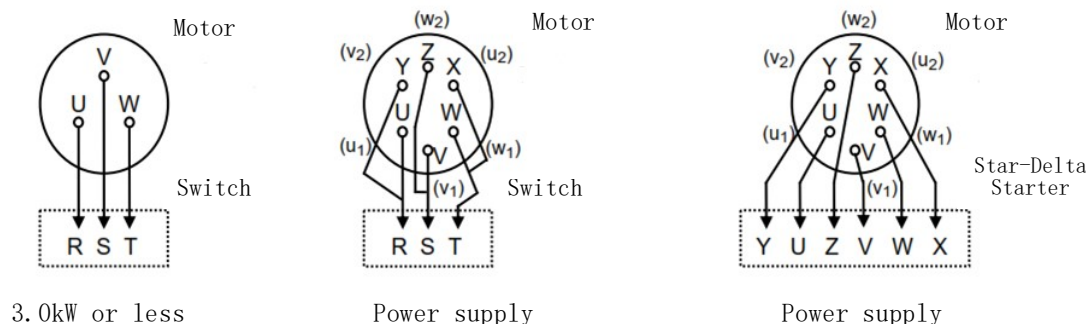 Motor
V
U W
Switch
R S T
3.0kW or less
(w2)
Motor
(v2) Z (u2)
Y X
U W
(u1) V (w1)
(v1) Switch
R S T
Power supply
(w2)
Motor
(v2) Z (u2)
Y X
U W
(u1) V (w1)
(v1)
Star-Delta
Starter
Y U Z V W X
Power supply